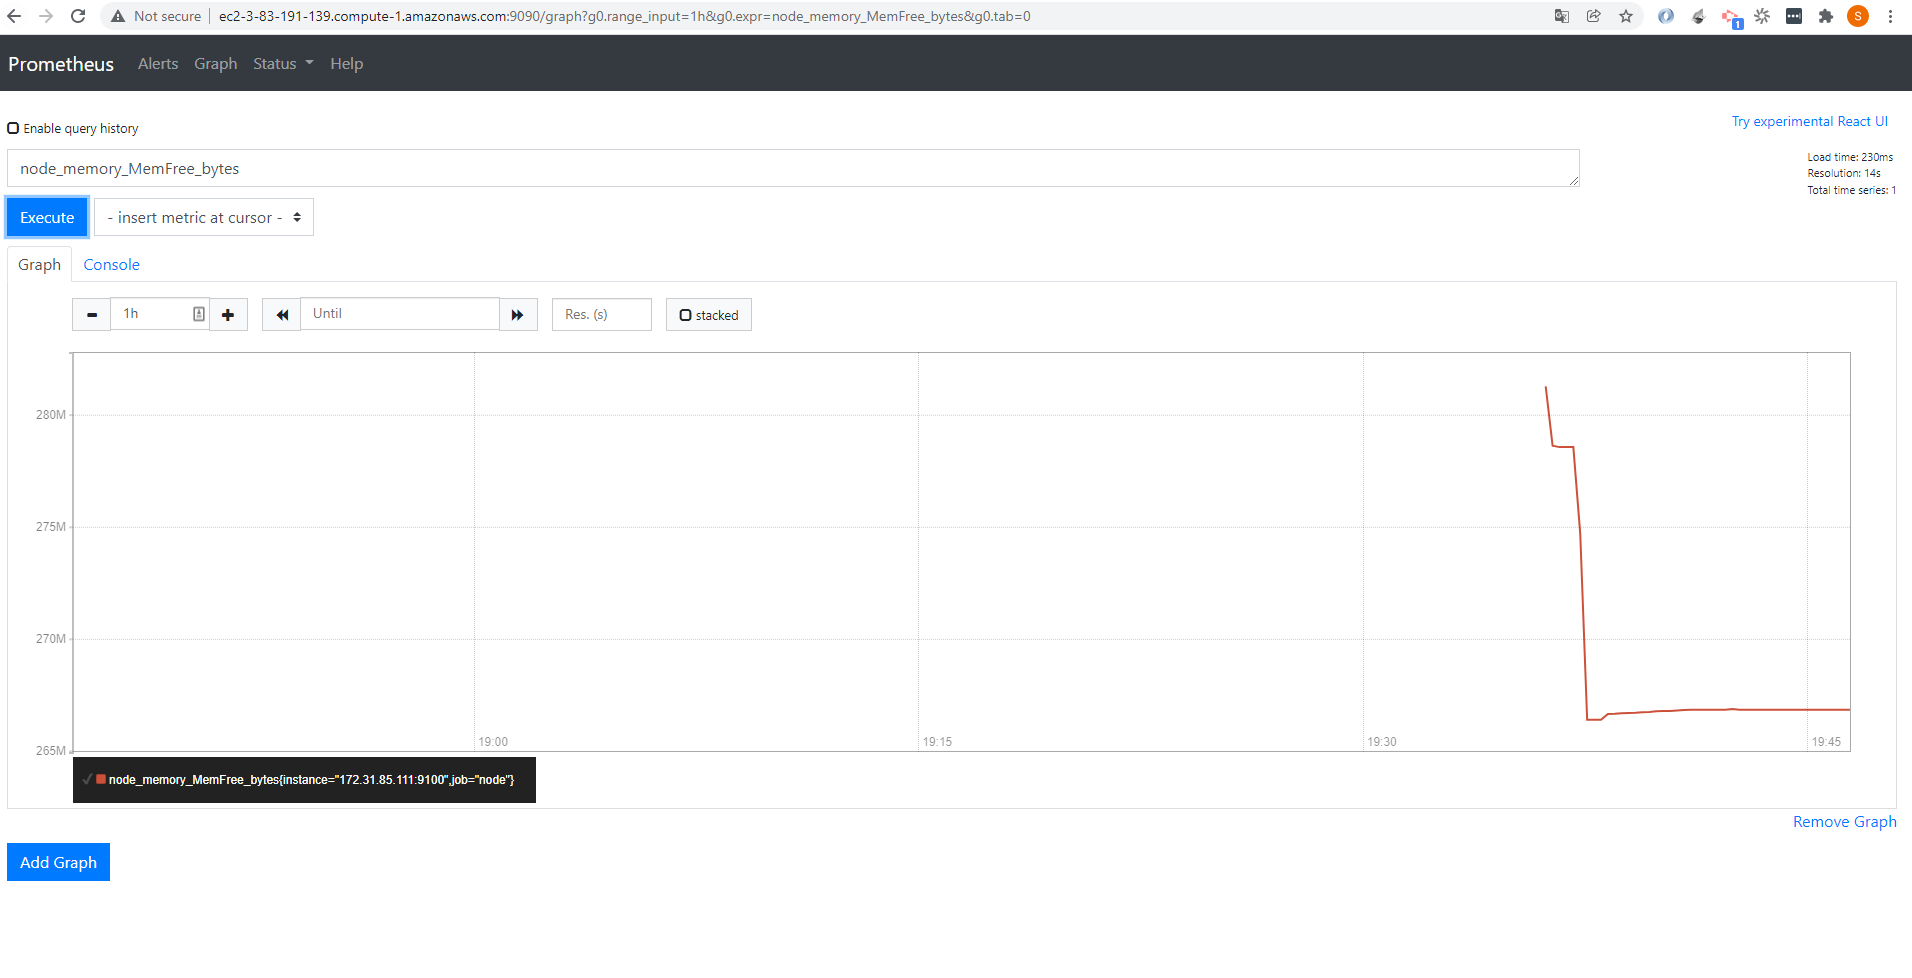 Not secure | ec2-3-83-191-139.compute-1.amazonaws.com:9090/graph?g0.range_input=1h&g0.expr=node_memory_MemFree_bytes&g0.tab=0
1
S
Prometheus Alerts Graph Status Help
Enable query history
Try experimental React UI
node_memory_MemFree_bytes
Load time: 230ms
Resolution: 14s
Total time series: 1
Execute - insert metric at cursor -
Graph Console
1h Until Res. (s) stacked
280M
275M
270M
265M
19:00 19:15 19:30 19:45
✓ node_memory_MemFree_bytes{instance="172.31.85.111:9100",job="node"}
Remove Graph
Add Graph